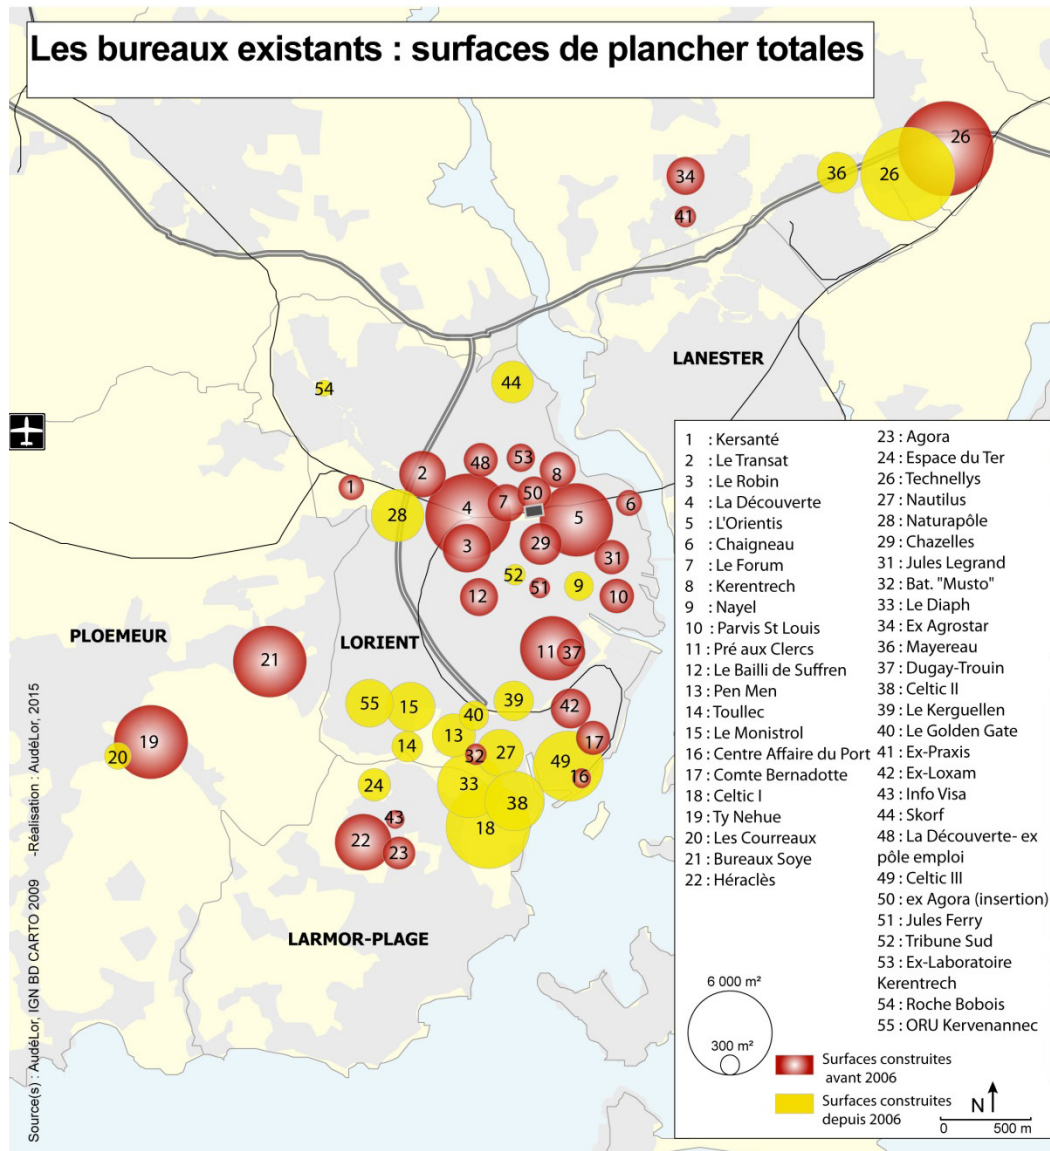 Les bureaux existants : surfaces de plancher totales
26
36
26
34
41
LANESTER
44
54
48
53
2
8
1
50
7
6
4
28
5
3
29
31
52
51
9
12
10
PLOEMEUR
LORIENT
11
37
21
55
15
39
42
40
13
17
19
20
14
32
27
49
16
24
33
38
43
18
22
23
LARMOR-PLAGE
1 : Kersanté
2 : Le Transat
3 : Le Robin
4 : La Découverte
5 : L'Orientis
6 : Chaigneau
7 : Le Forum
8 : Kerentrech
9 : Nayel
10 : Parvis St Louis
11 : Pré aux Clercs
12 : Le Bailli de Suffren
13 : Pen Men
14 : Toullec
15 : Le Monistrol
16 : Centre Affaire du Port
17 : Comte Bernadotte
18 : Celtic I
19 : Ty Nehue
20 : Les Courreaux
21 : Bureaux Soye
22 : Héraclès
23 : Agora
24 : Espace du Ter
26 : Technellys
27 : Nautilus
28 : Naturapôle
29 : Chazelles
31 : Jules Legrand
32 : Bat. "Musto"
33 : Le Diaph
34 : Ex Agrostar
36 : Mayereau
37 : Dugay-Trouin
38 : Celtic II
39 : Le Kerguellen
40 : Le Golden Gate
41 : Ex-Praxis
42 : Ex-Loxam
43 : Info Visa
44 : Skorf
48 : La Découverte- ex
pôle emploi
49 : Celtic III
50 : ex Agora (insertion)
51 : Jules Ferry
52 : Tribune Sud
53 : Ex-Laboratoire
Kerentrech
54 : Roche Bobois
55 : ORU Kervenannec
6 000 m²
300 m²
Surfaces construites
avant 2006
Surfaces construites
depuis 2006
N
0 500 m
Source(s) : AudéLor, IGN BD CARTO 2009 -Réalisation : AudéLor, 2015